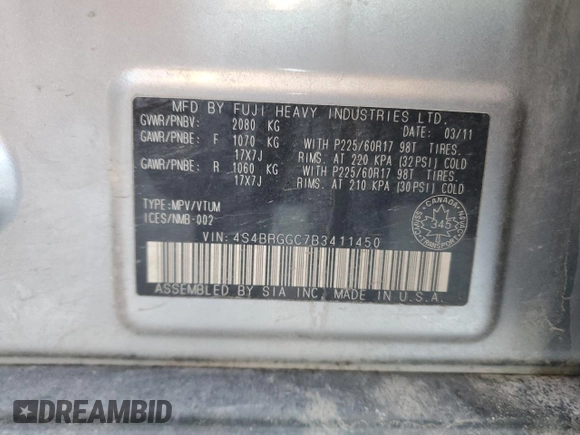 MFD BY FUJI HEAVY INDUSTRIES LTD.
GVWR/PNBV: 2080 KG DATE: 03/11
GAWR/PNBE: F 1070 KG WITH P225/60R17 98T TIRES.
17X7J RIMS. AT 220 KPA (32PSI) COLD
GAWR/PNBE: R 1060 KG WITH P225/60R17 98T TIRES.
17X7J RIMS. AT 210 KPA (30PSI) COLD
TYPE:MPV/VTUM
ICES/NMB-002
CANADA
345
TRANSPORT
VIN:4S4BRGGC7B3411450
ASSEMBLED BY SIA INC, MADE IN U.S.A.
DREAMBID